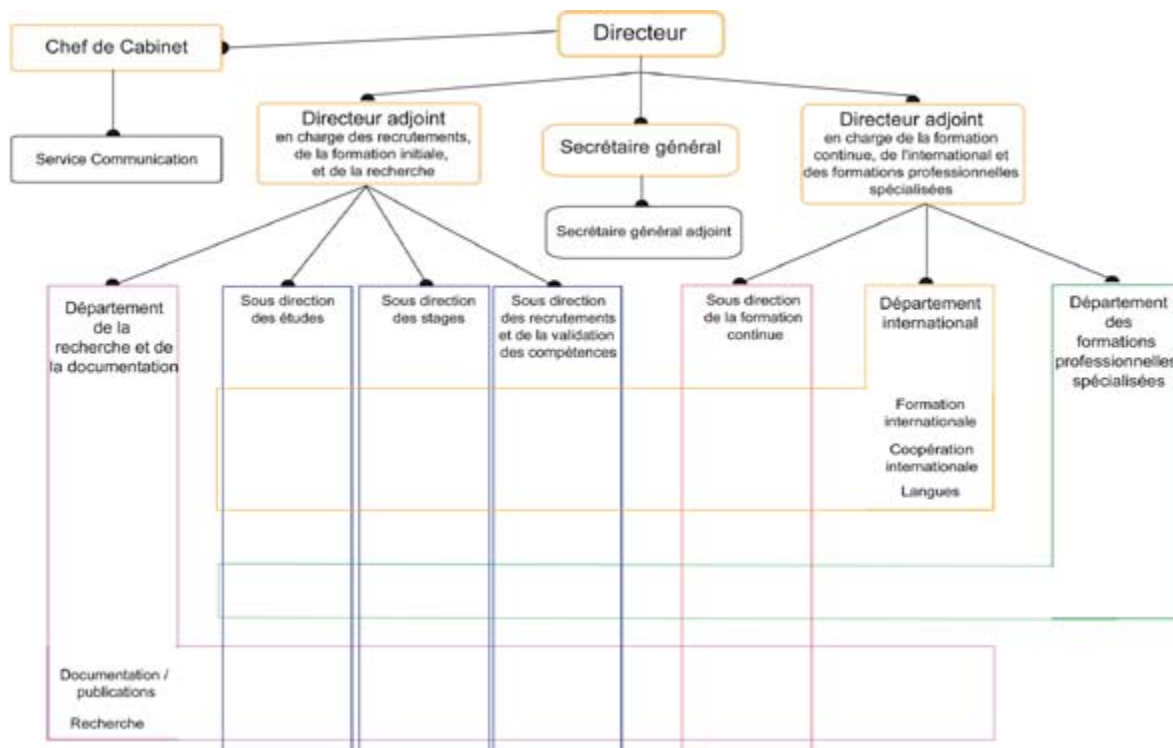 Directeur
Chef de Cabinet
Service Communication
Directeur adjoint
en charge des recrutements,
de la formation initiale,
et de la recherche
Secrétaire général
Secrétaire général adjoint
Directeur adjoint
en charge de la formation
continue, de l'international et
des formations professionnelles
spécialisées
Département
de la
recherche et de
la documentation
Sous direction
des études
Sous direction
des stages
Sous direction
des recrutements
et de la validation
des compétences
Sous direction
de la formation
continue
Département
international
Formation
internationale
Coopération
internationale
Langues
Département
des
formations
professionnelles
spécialisées
Documentation /
publications
Recherche